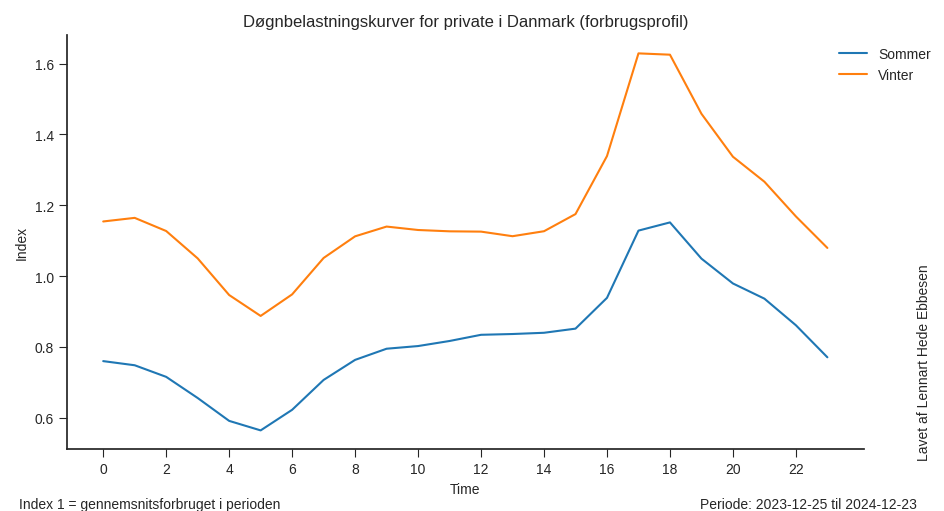 Døgnbelastningskurver for private i Danmark (forbrugsprofil)
Sommer
Vinter
1.6
1.4
1.2
1.0
0.8
0.6
Index
0 2 4 6 8 10 12 14 16 18 20 22
Time
Lavet af Lennart Hede Ebbesen
Index 1 = gennemsnitsforbruget i perioden
Periode: 2023-12-25 til 2024-12-23